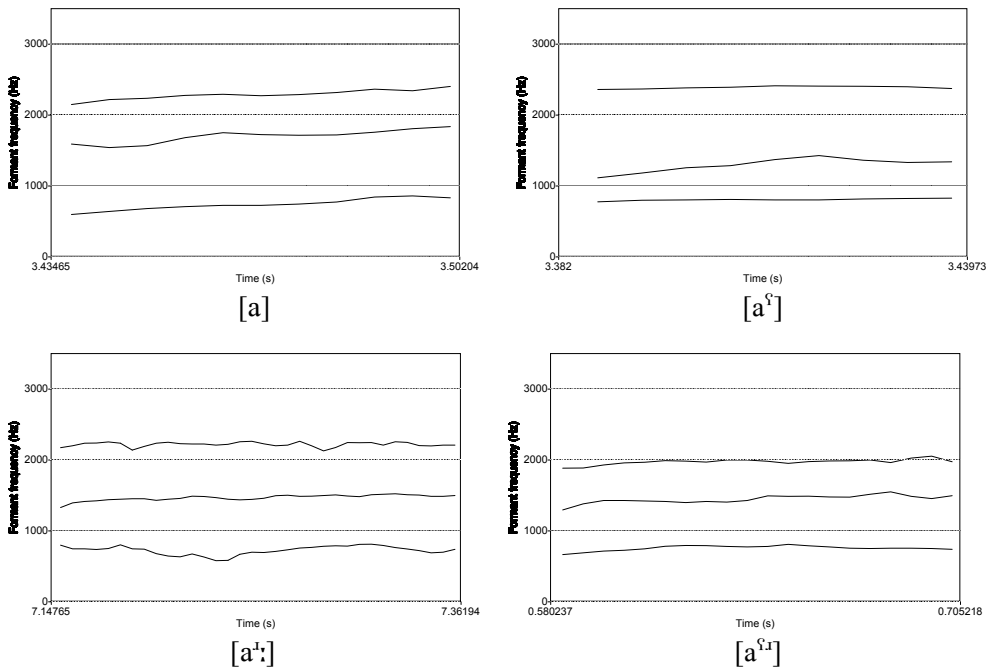 Formant frequency (Hz)
3000
2000
1000
0
3.43465
3.50204
Time (s)
[a]
Formant frequency (Hz)
3000
2000
1000
0
3.382
3.43973
Time (s)
[aˤ]
Formant frequency (Hz)
3000
2000
1000
0
7.14765
7.36194
Time (s)
[aʴː]
Formant frequency (Hz)
3000
2000
1000
0
0.580237
0.705218
Time (s)
[aˤʴ]